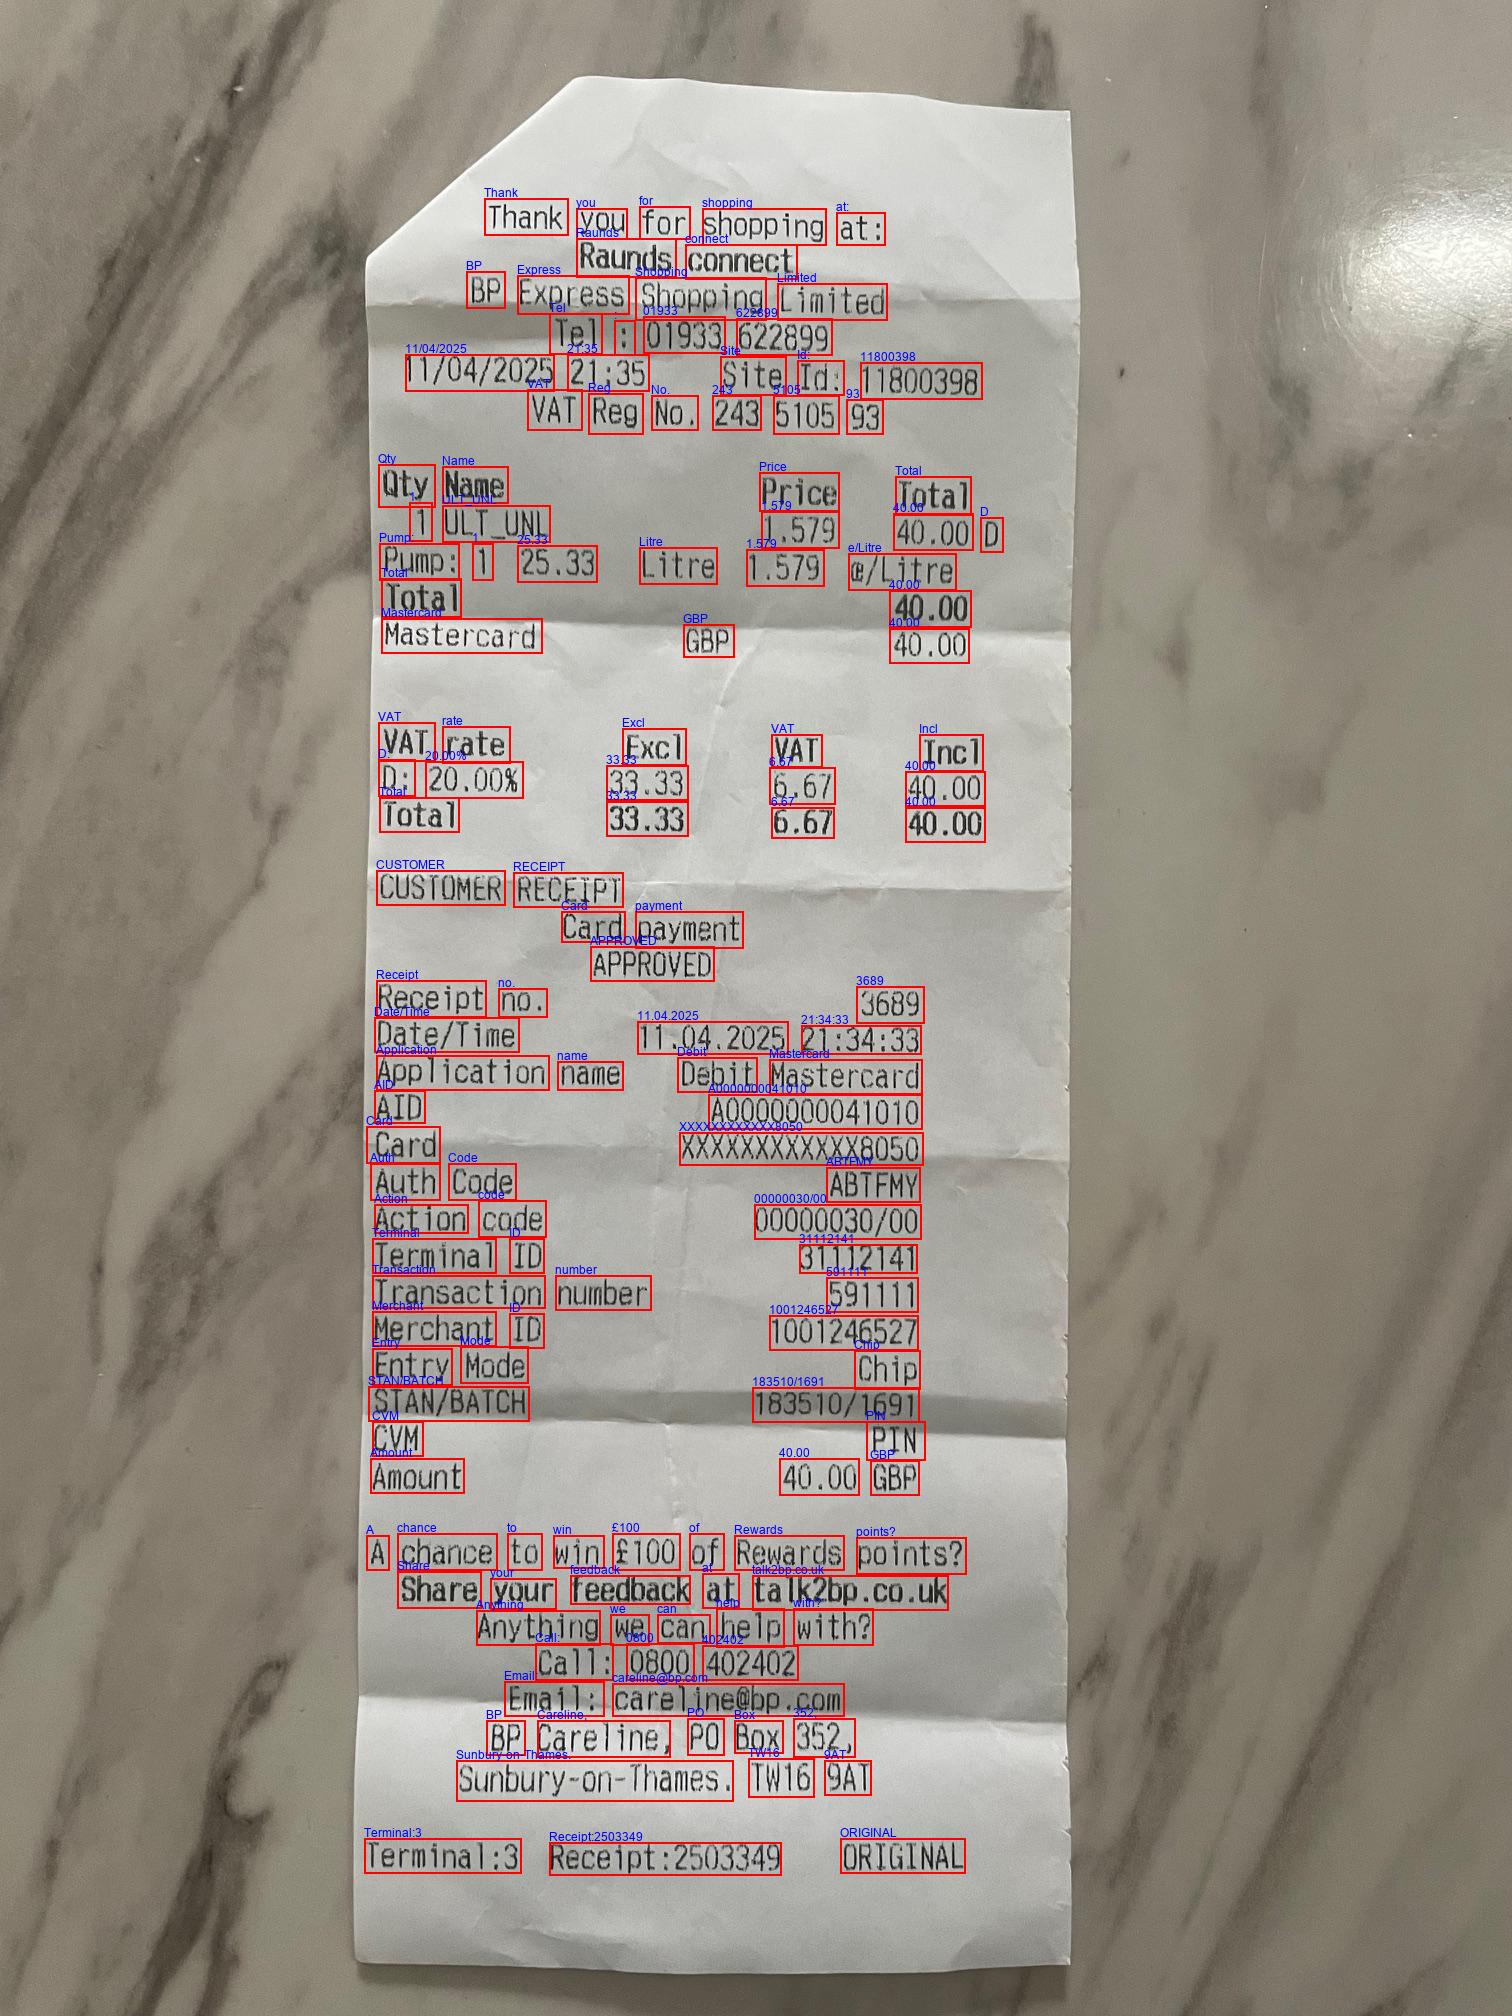 Thank you for shopping at:
Raunds connect
BP Express Shopping Limited
Tel : 01933 622899
11/04/2025 21:35 Site Id: 11800398
VAT Reg No. 243 5105 93
Qty Name Price Total
1 ULT_UNL 1.579 40.00 D
Pump: 1 25.33 Litre 1.579 @/Litre
Total 40.00
Mastercard GBP 40.00
VAT rate Excl VAT Incl
D: 20.00% 33.33 6.67 40.00
Total 33.33 6.67 40.00
CUSTOMER RECEIPT
Card payment
APPROVED
Receipt no. 3689
Date/Time 11.04.2025 21:34:33
Application name Debit Mastercard
AID A0000000041010
Card XXXXXXXXXXXX8050
Auth Code ABTFMY
Action code 00000030/00
Terminal ID 31112141
Transaction number 591111
Merchant ID 1001246527
Entry Mode Chip
STAN/BATCH 183510/1691
CVM PIN
Amount 40.00 GBP
A chance to win £100 of Rewards points?
Share your feedback at talk2bp.co.uk
Anything we can help with?
Call: 0800 402402
Email: careline@bp.com
BP Careline, PO Box 352,
Sunbury-on-Thames. TW16 9AT
Terminal:3 Receipt:2503349 ORIGINAL